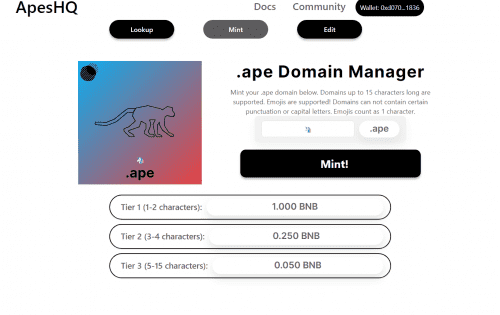 ApesHQ
Docs
Community
Wallet: 0xd070...1836
Lookup
Mint
Edit
.ape Domain Manager
Mint your .ape domain below. Domains up to 15 characters long are
supported. Emojis are supported! Domains can not contain certain
punctuation or capital letters. Emojis count as 1 character.
.ape
Mint!
.ape
Tier 1 (1-2 characters): 1.000 BNB
Tier 2 (3-4 characters): 0.250 BNB
Tier 3 (5-15 characters): 0.050 BNB